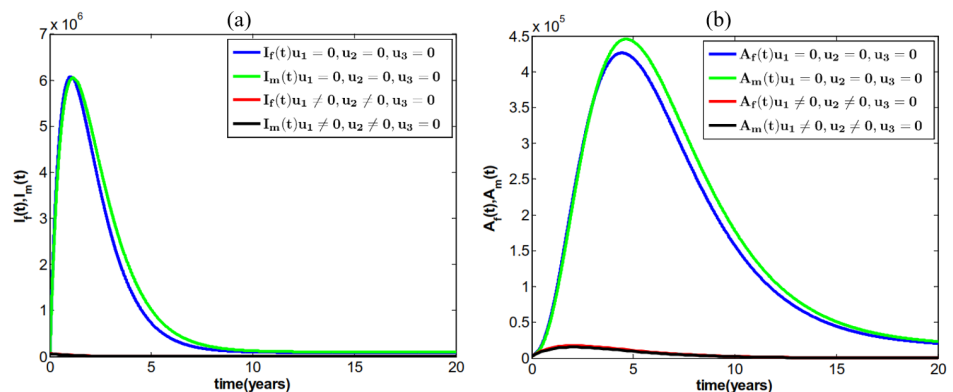 (a)
× 10^6
7
6
5
4
3
2
1
0
0 5 10 15 20
time(years)
I_f(t),I_m(t)
I_f(t)u_1 = 0, u_2 = 0, u_3 = 0
I_m(t)u_1 = 0, u_2 = 0, u_3 = 0
I_f(t)u_1 ≠ 0, u_2 ≠ 0, u_3 = 0
I_m(t)u_1 ≠ 0, u_2 ≠ 0, u_3 = 0
(b)
× 10^5
4.5
4
3.5
3
2.5
2
1.5
1
0.5
0
0 5 10 15 20
time(years)
A_f(t),A_m(t)
A_f(t)u_1 = 0, u_2 = 0, u_3 = 0
A_m(t)u_1 = 0, u_2 = 0, u_3 = 0
A_f(t)u_1 ≠ 0, u_2 ≠ 0, u_3 = 0
A_m(t)u_1 ≠ 0, u_2 ≠ 0, u_3 = 0